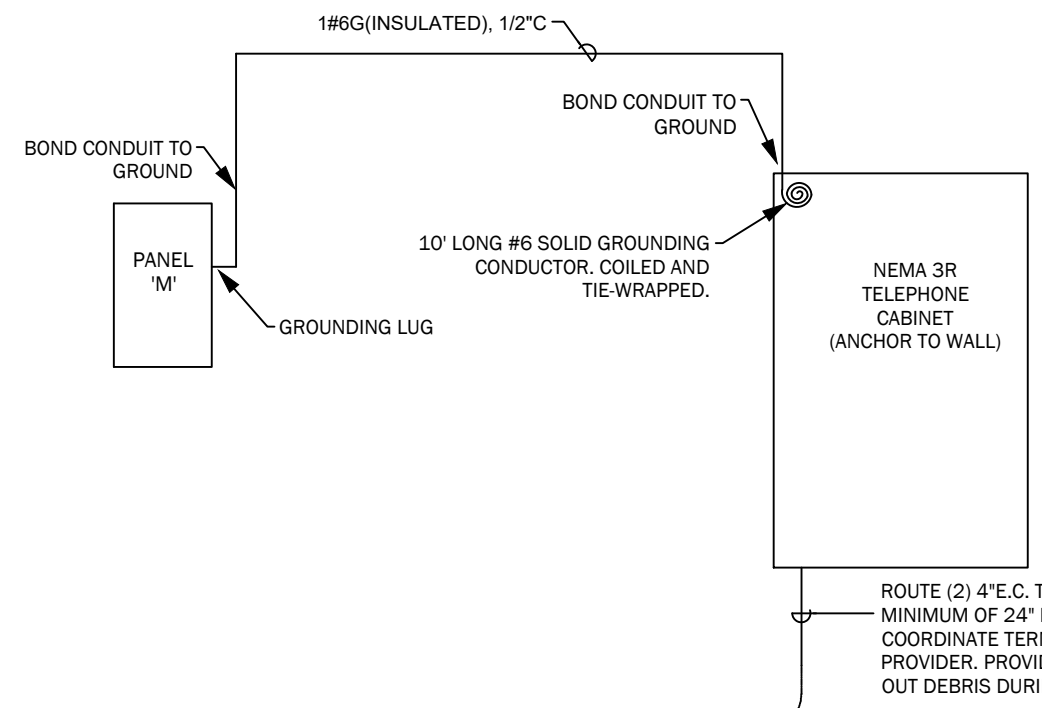 1#6G(INSULATED), 1/2"C
BOND CONDUIT TO
GROUND
BOND CONDUIT TO
GROUND
PANEL
'M'
GROUNDING LUG
10' LONG #6 SOLID GROUNDING
CONDUCTOR. COILED AND
TIE-WRAPPED.
NEMA 3R
TELEPHONE
CABINET
(ANCHOR TO WALL)
ROUTE (2) 4"E.C.
MINIMUM OF 24"
COORDINATE
PROVIDER.
OUT DEBRIS